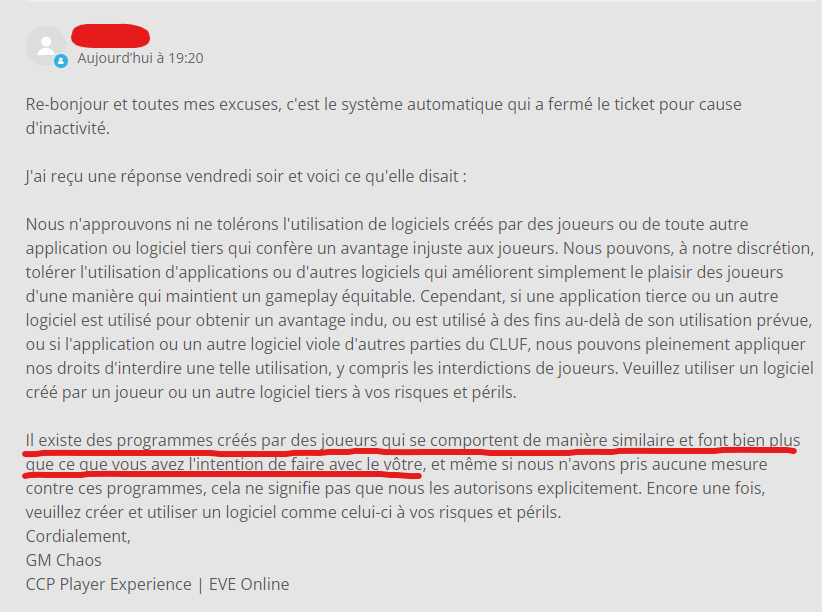 Aujourd'hui à 19:20
Re-bonjour et toutes mes excuses, c'est le système automatique qui a fermé le ticket pour cause
d'inactivité.
J'ai reçu une réponse vendredi soir et voici ce qu'elle disait :
Nous n'approuvons ni ne tolérons l'utilisation de logiciels créés par des joueurs ou de toute autre
application ou logiciel tiers qui confère un avantage injuste aux joueurs. Nous pouvons, à notre discrétion,
tolérer l'utilisation d'applications ou d'autres logiciels qui améliorent simplement le plaisir des joueurs
d'une manière qui maintient un gameplay équitable. Cependant, si une application tierce ou un autre
logiciel est utilisé pour obtenir un avantage indu, ou est utilisé à des fins au-delà de son utilisation prévue,
ou si l'application ou un autre logiciel viole d'autres parties du CLUF, nous pouvons pleinement appliquer
nos droits d'interdire une telle utilisation, y compris les interdictions de joueurs. Veuillez utiliser un logiciel
créé par un joueur ou un autre logiciel tiers à vos risques et périls.
Il existe des programmes créés par des joueurs qui se comportent de manière similaire et font bien plus
que ce que vous avez l'intention de faire avec le vôtre, et même si nous n'avons pris aucune mesure
contre ces programmes, cela ne signifie pas que nous les autorisons explicitement. Encore une fois,
veuillez créer et utiliser un logiciel comme celui-ci à vos risques et périls.
Cordialement,
GM Chaos
CCP Player Experience | EVE Online